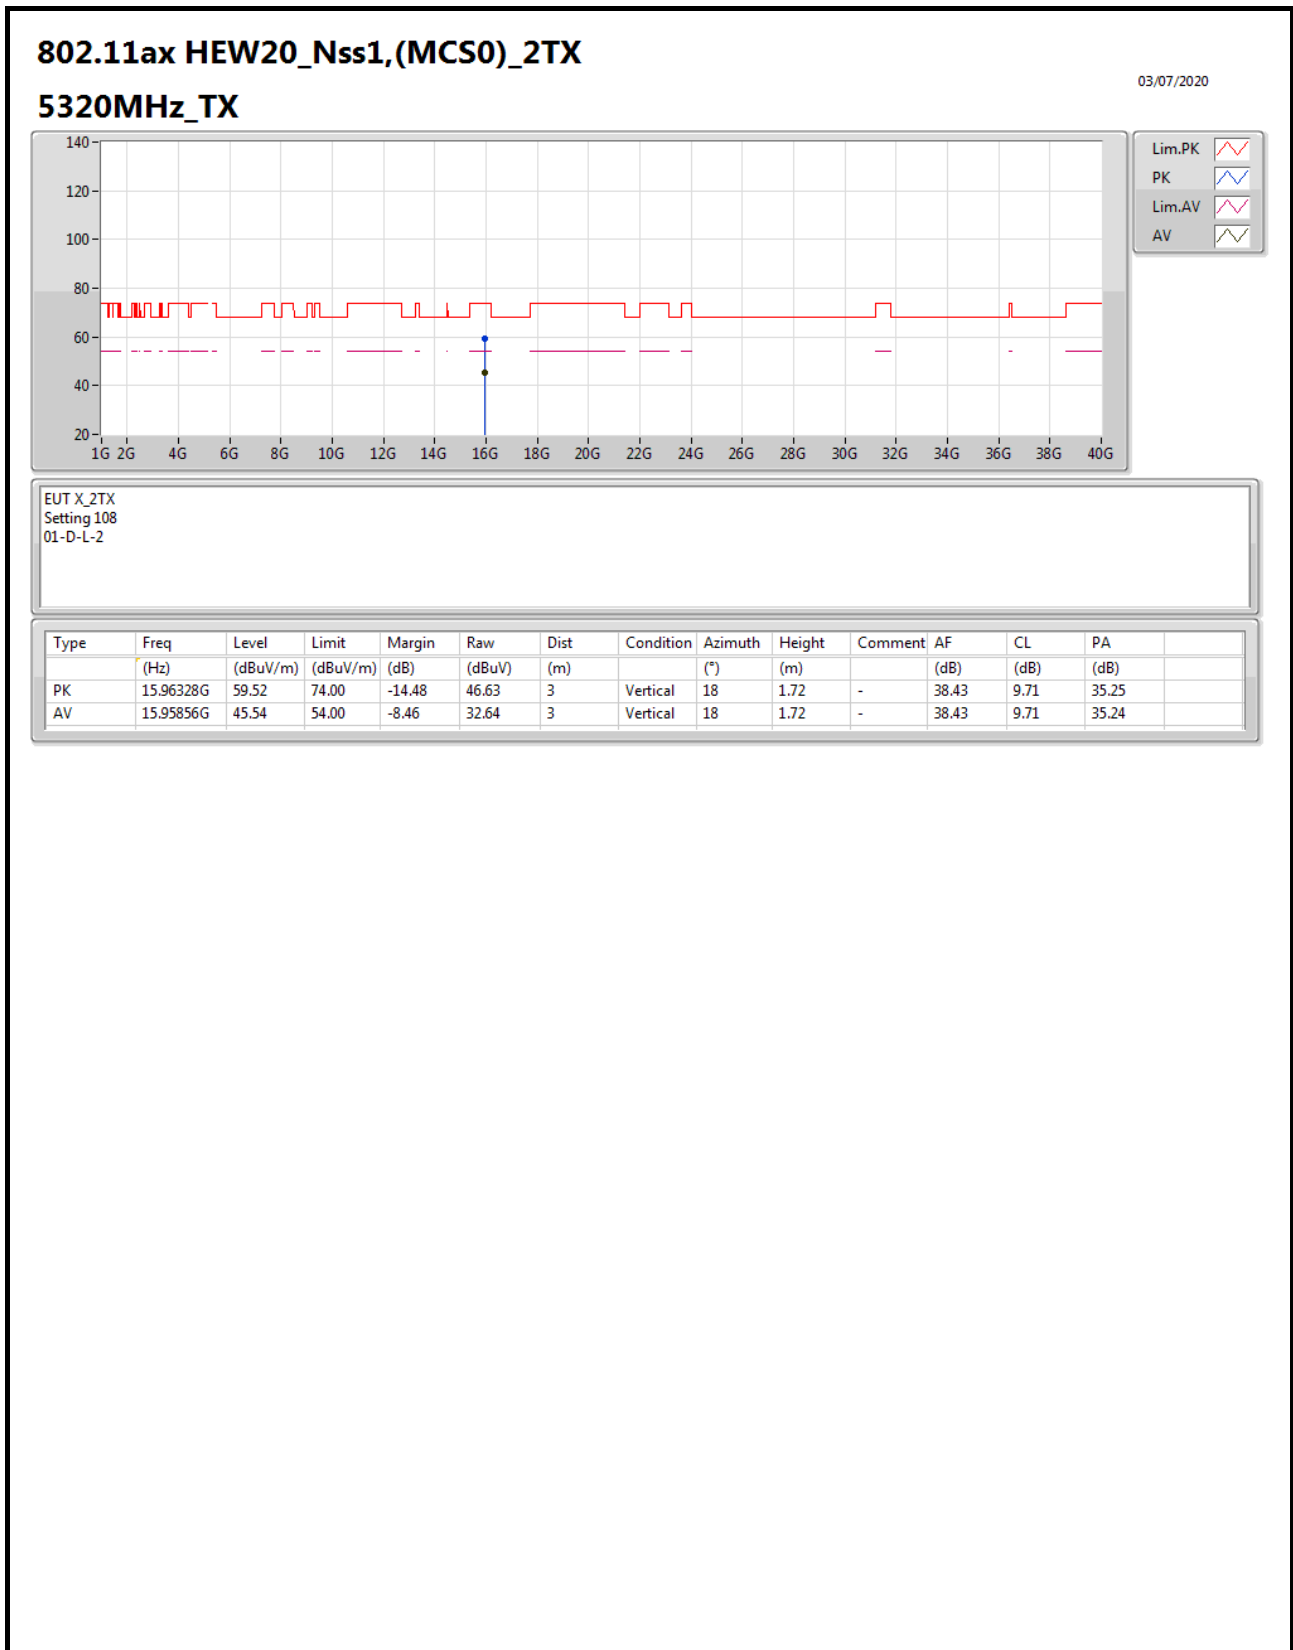 802.11ax HEW20_Nss1,(MCS0)_2TX
03/07/2020
5320MHz_TX
140
120
100
80
60
40
20
1G 2G 4G 6G 8G 10G 12G 14G 16G 18G 20G 22G 24G 26G 28G 30G 32G 34G 36G 38G 40G
Lim.PK
PK
Lim.AV
AV
EUT X_2TX
Setting 108
01-D-L-2
Type Freq Level Limit Margin Raw Dist Condition Azimuth Height Comment AF CL PA
(Hz) (dBuV/m) (dBuV/m) (dB) (dBuV) (m) (°) (m) (dB) (dB) (dB)
PK 15.96328G 59.52 74.00 -14.48 46.63 3 Vertical 18 1.72 - 38.43 9.71 35.25
AV 15.95856G 45.54 54.00 -8.46 32.64 3 Vertical 18 1.72 - 38.43 9.71 35.24